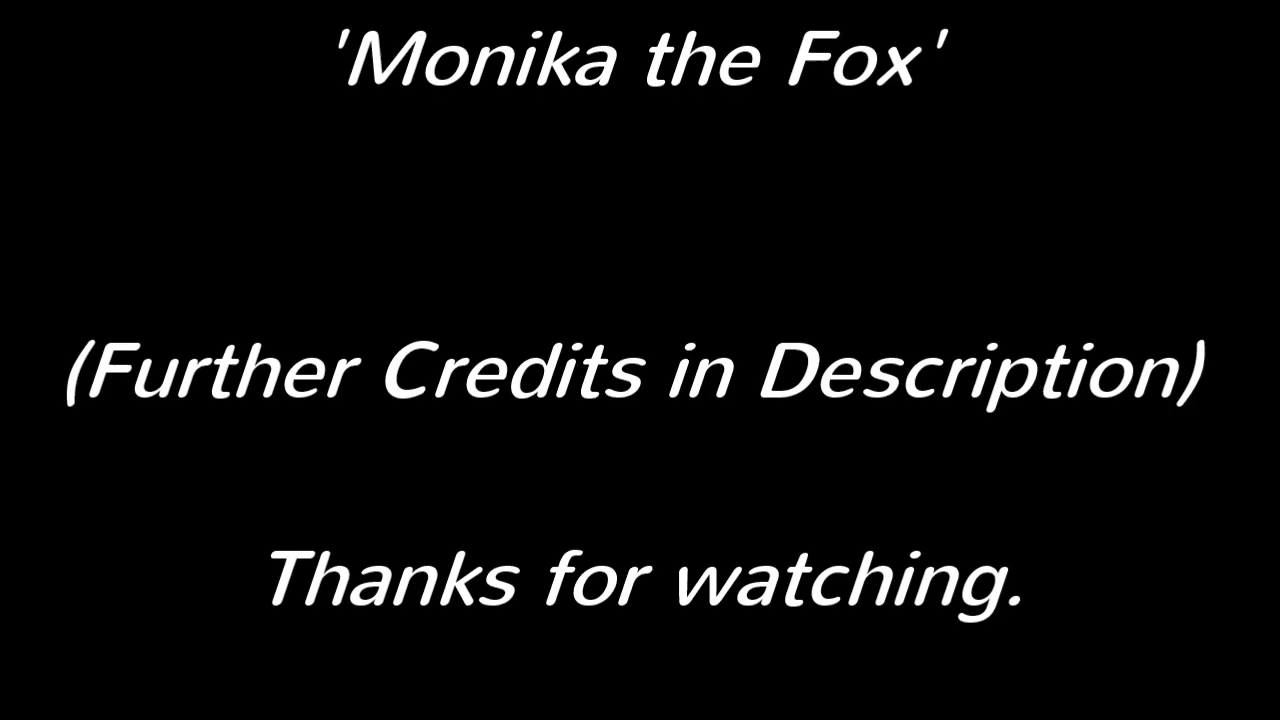 'Monika the Fox'
(Further Credits in Description)
Thanks for watching.